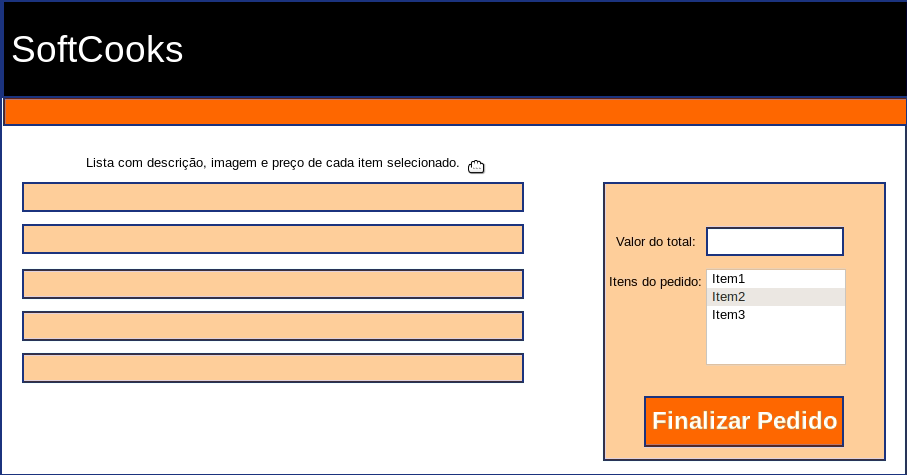 SoftCooks
Lista com descrição, imagem e preço de cada item selecionado.
Valor do total:
Itens do pedido:
Item1
Item2
Item3
Finalizar Pedido